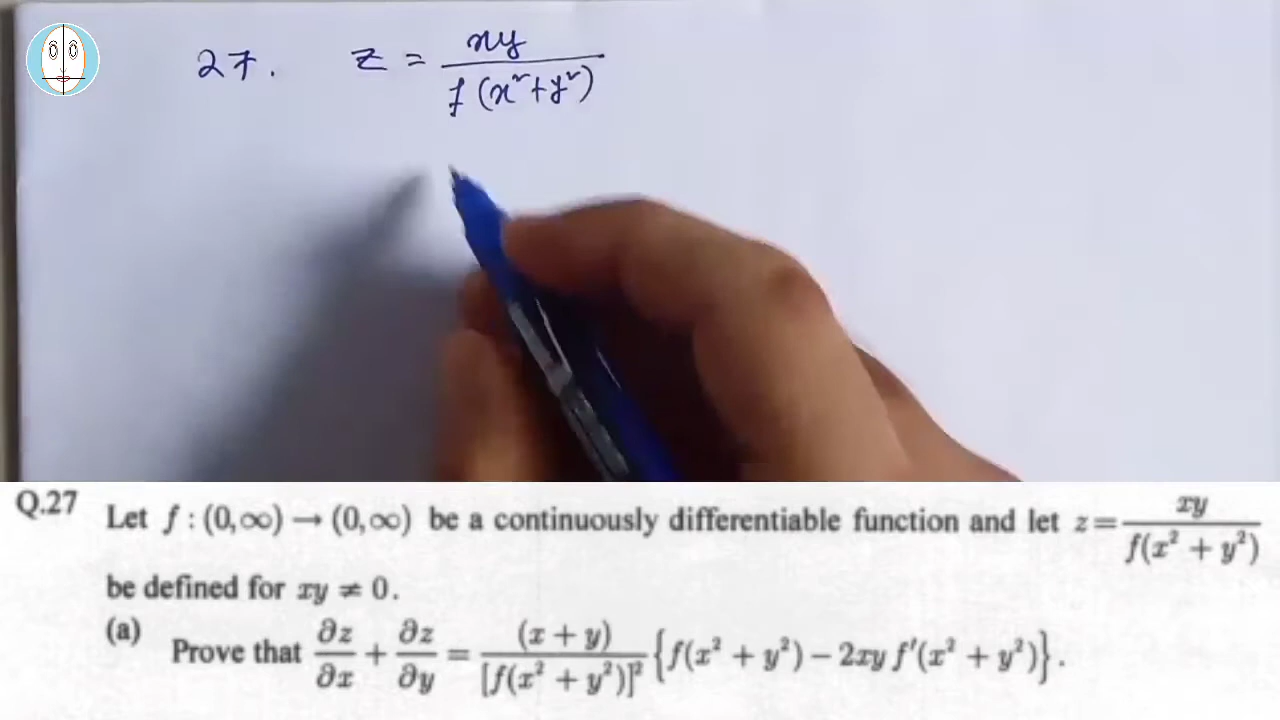 27. z = xy / f(x² + y²)
Q.27 Let f : (0,∞) → (0,∞) be a continuously differentiable function and let z = xy / f(x² + y²)
be defined for xy ≠ 0.
(a) Prove that ∂z/∂x + ∂z/∂y = (x + y) / [f(x² + y²)]² {f(x² + y²) − 2xy f′(x² + y²)}.